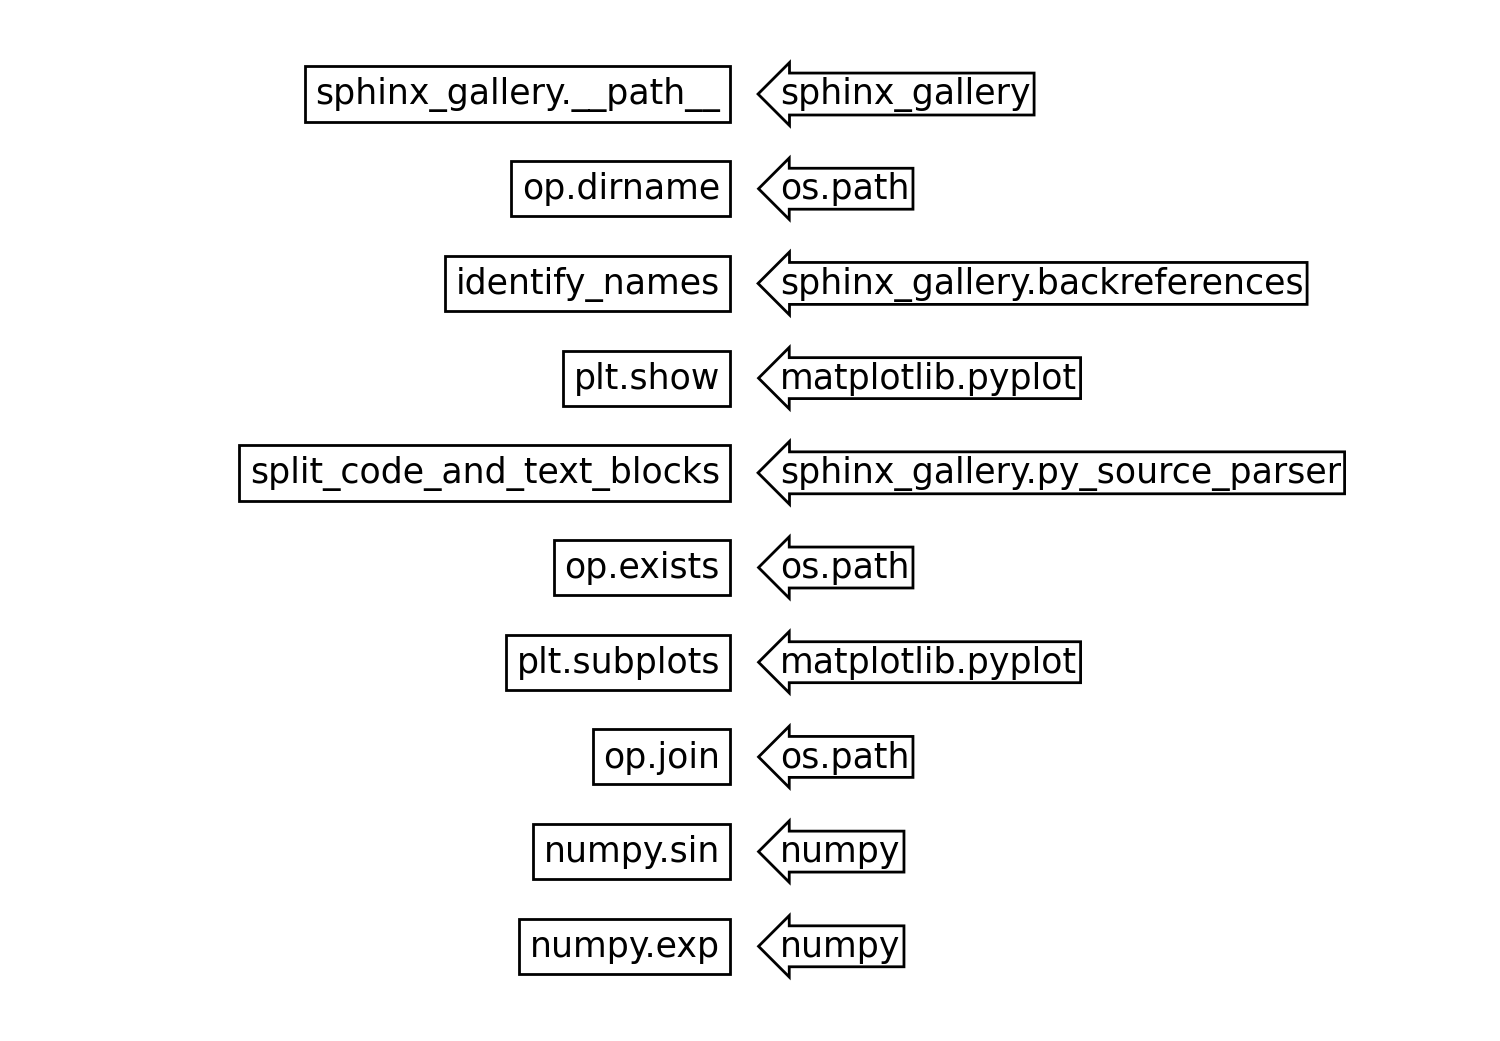 sphinx_gallery.__path__ sphinx_gallery
op.dirname os.path
identify_names sphinx_gallery.backreferences
plt.show matplotlib.pyplot
split_code_and_text_blocks sphinx_gallery.py_source_parser
op.exists os.path
plt.subplots matplotlib.pyplot
op.join os.path
numpy.sin numpy
numpy.exp numpy